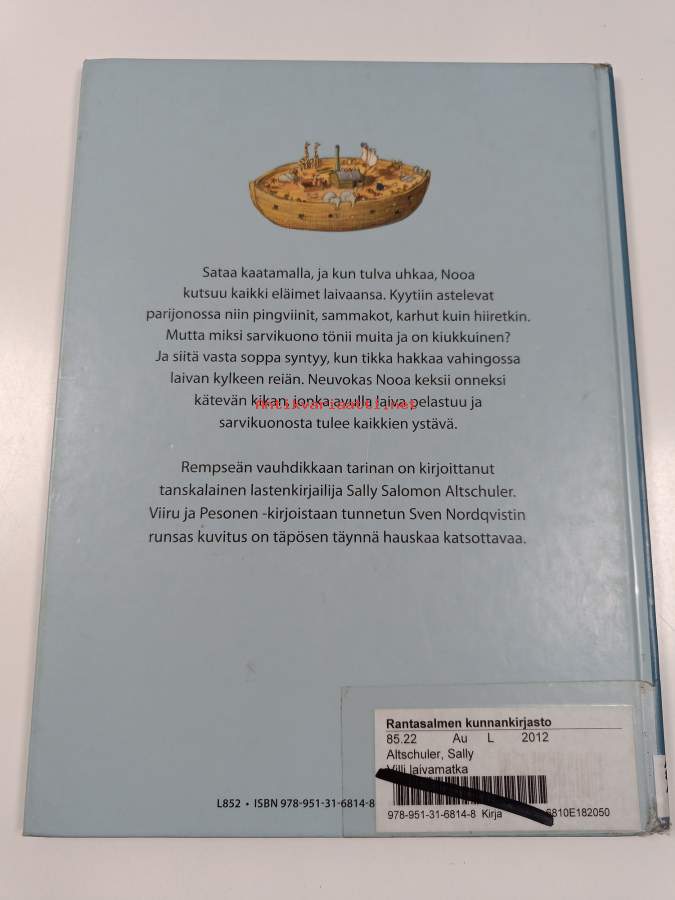 Sataa kaatamalla, ja kun tulva uhkaa, Nooa
kutsuu kaikki eläimet laivaansa. Kyytiin astelevat
parijonossa niin pingviinit, sammakot, karhut kuin hiiretkin.
Mutta miksi sarvikuono tönii muita ja on kiukkuinen?
Ja siitä vasta soppa syntyy, kun tikka hakkaa vahingossa
laivan kylkeen reiän. Neuvokas Nooa keksii onneksi
kätevän kikan, jonka avulla laiva pelastuu ja
Antikvariaatti.net
sarvikuonosta tulee kaikkien ystävä.
Rempseän vauhdikkaan tarinan on kirjoittanut
tanskalainen lastenkirjailija Sally Salomon Altschuler.
Viiru ja Pesonen -kirjoistaan tunnetun Sven Nordqvistin
runsas kuvitus on täpösen täynnä hauskaa katsottavaa.
Rantasalmen kunnankirjasto
85.22 Au L 2012
Altschuler, Sally
Villi laivamatka
L852 • ISBN 978-951-31-6814-8
978-951-31-6814-8 Kirja 6810E182050